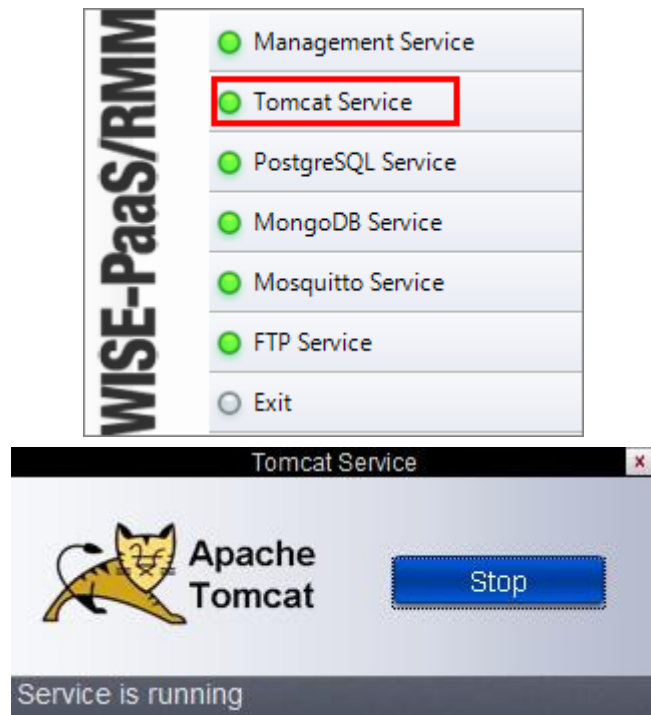 WISE-PaaS/RMM
Management Service
Tomcat Service
PostgreSQL Service
MongoDB Service
Mosquitto Service
FTP Service
Exit
Tomcat Service
x
Apache
Tomcat
Stop
Service is running